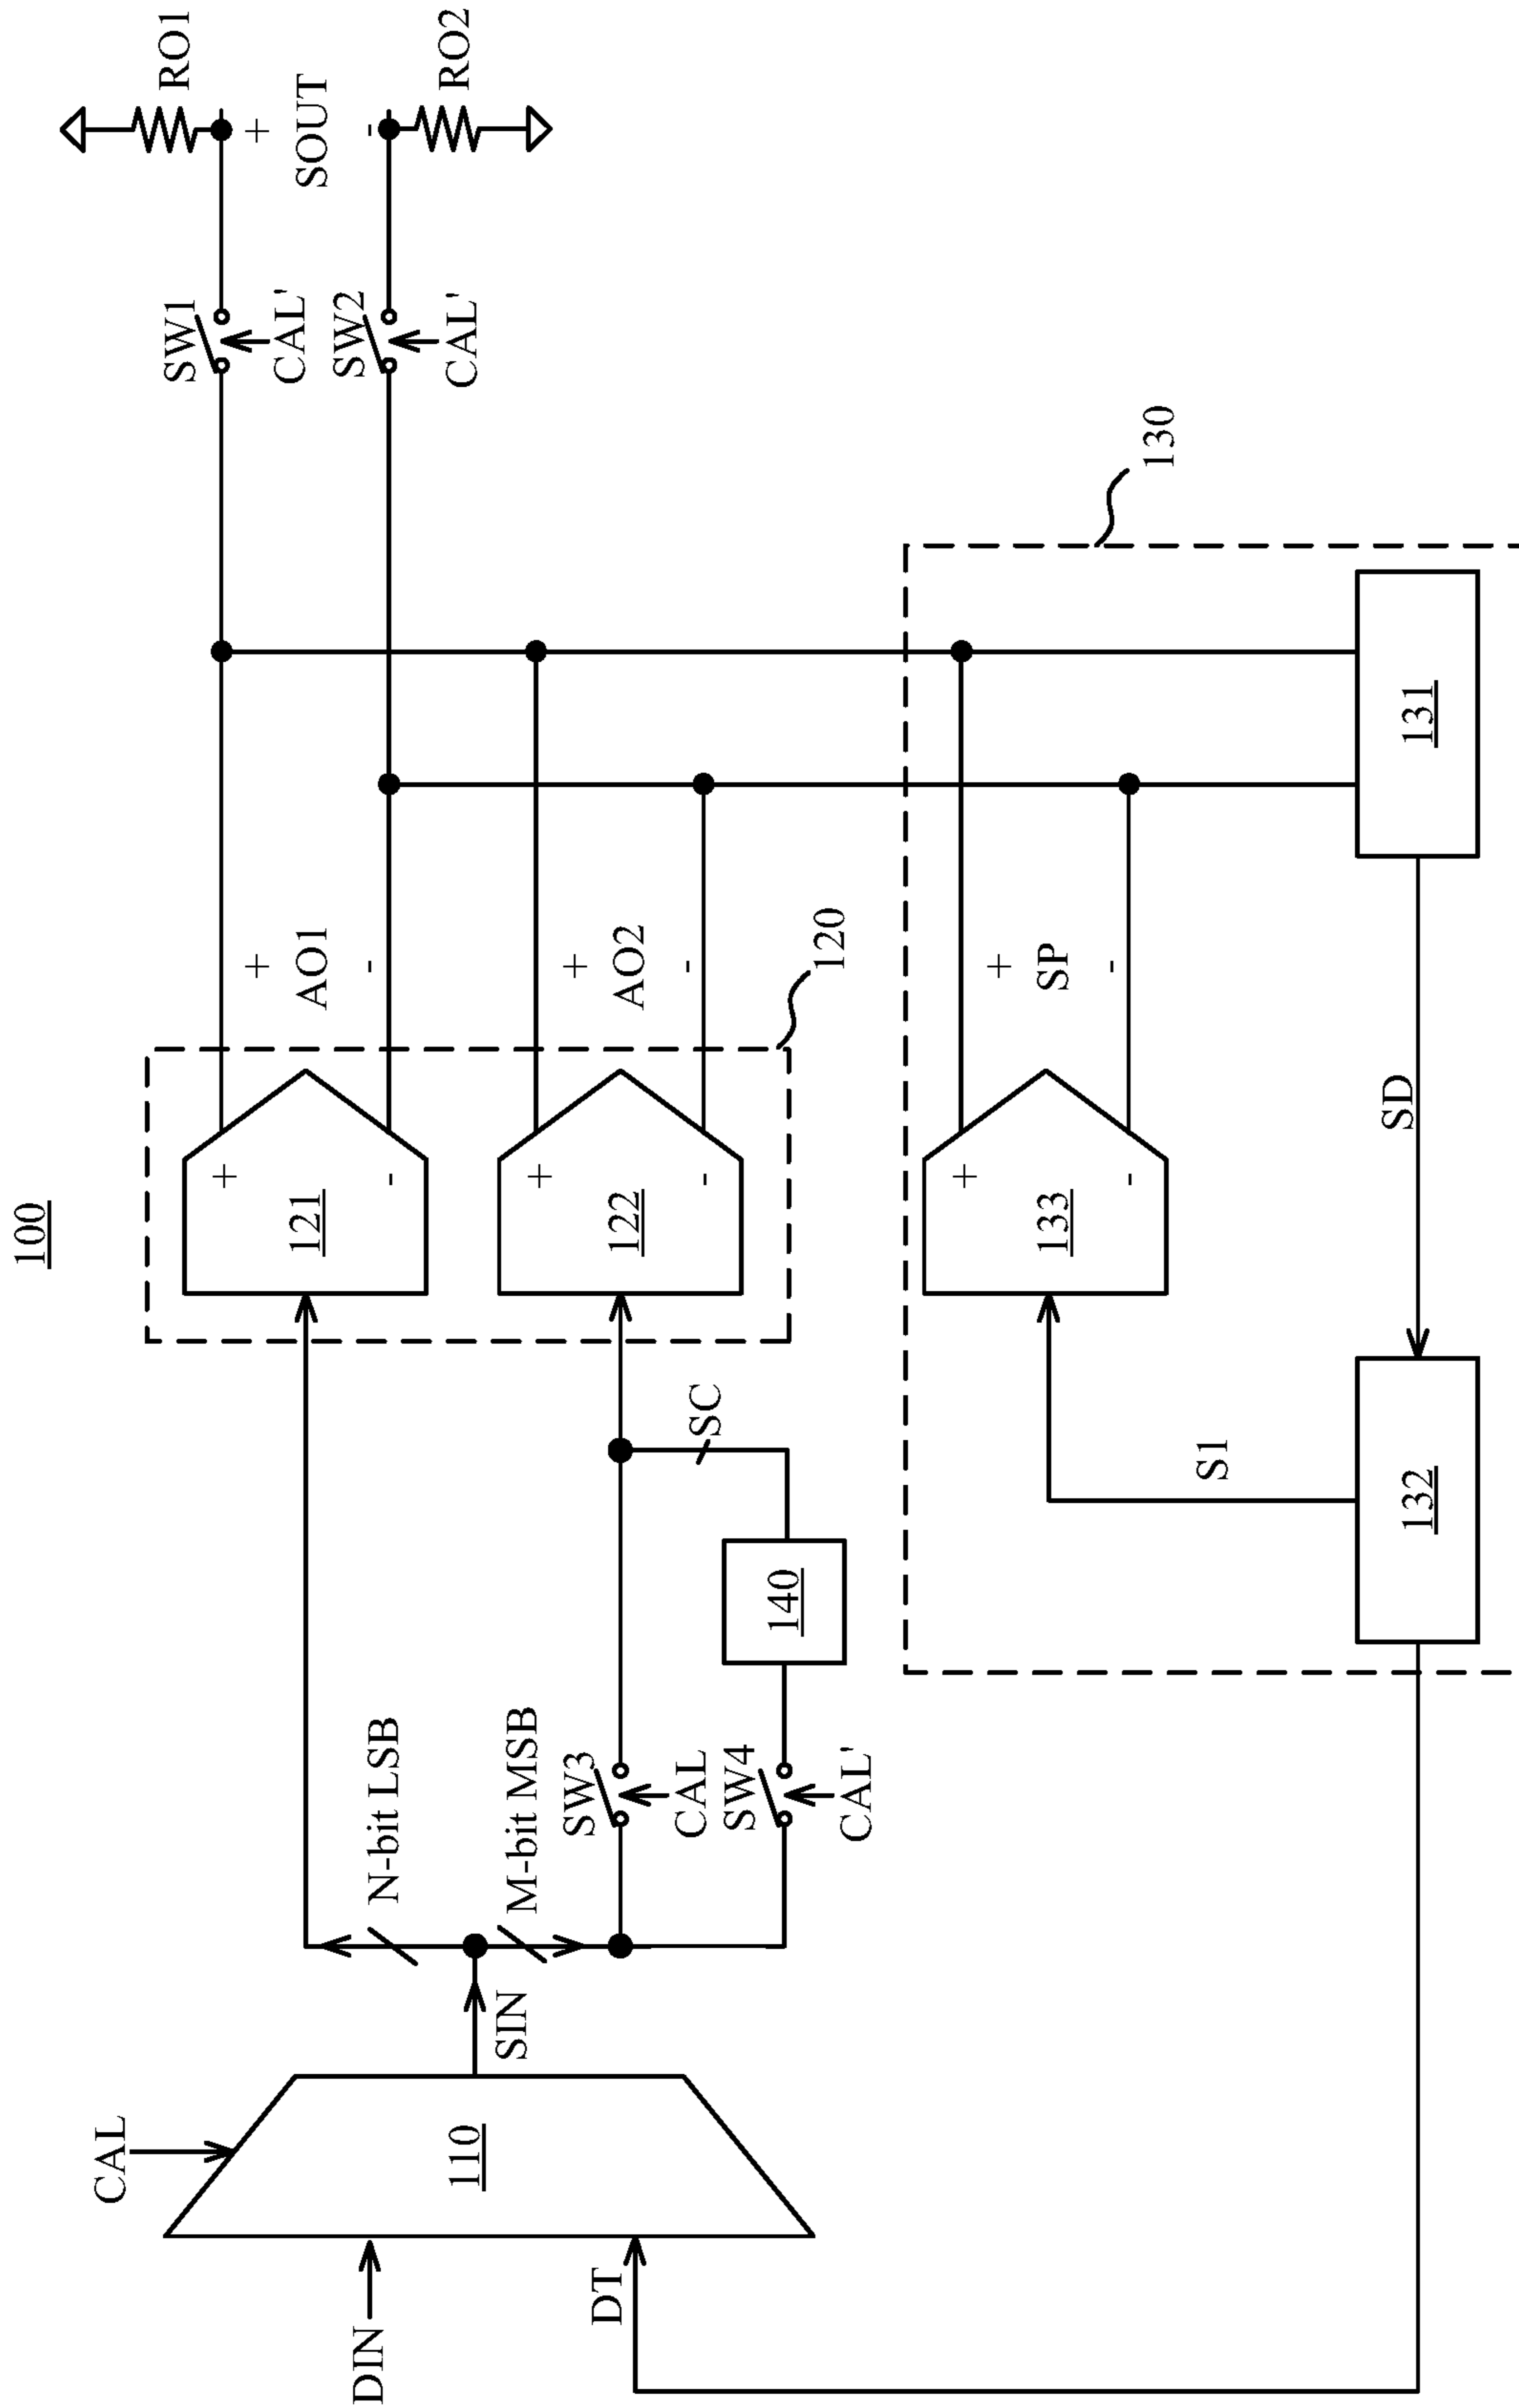 100
CAL
DIN
DT
110
SIN
N-bit LSB
M-bit MSB
SW3
CAL
SW4
CAL'
140
SC
120
121
+
-
122
+
-
+
AO1
-
+
AO2
-
SW1
CAL'
SW2
CAL'
RO1
+
SOUT
-
RO2
130
133
+
-
+
SP
-
S1
132
SD
131